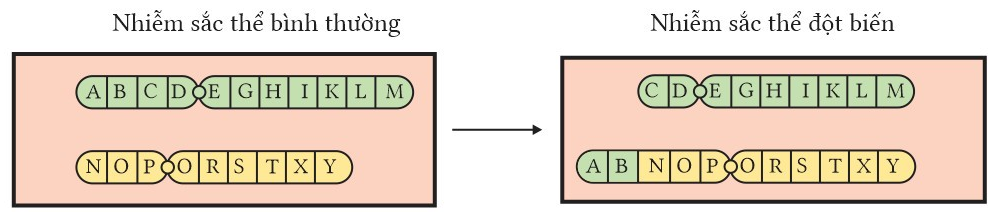 Nhiễm sắc thể bình thường
A B C D E G H I K L M
N O P O R S T X Y
Nhiễm sắc thể đột biến
C D E G H I K L M
A B N O P O R S T X Y